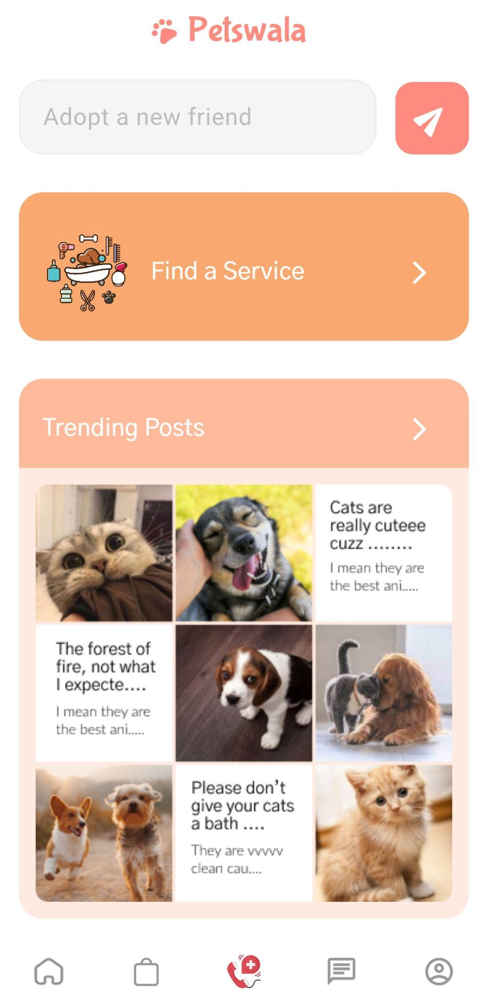 Petswala
Adopt a new friend
Find a Service
Trending Posts
Cats are
really cuteee
cuzz ........
I mean they are
the best ani.....
The forest of
fire, not what
I expecte....
I mean they are
the best ani.....
Please don't
give your cats
a bath ....
They are vvvvv
clean cau....